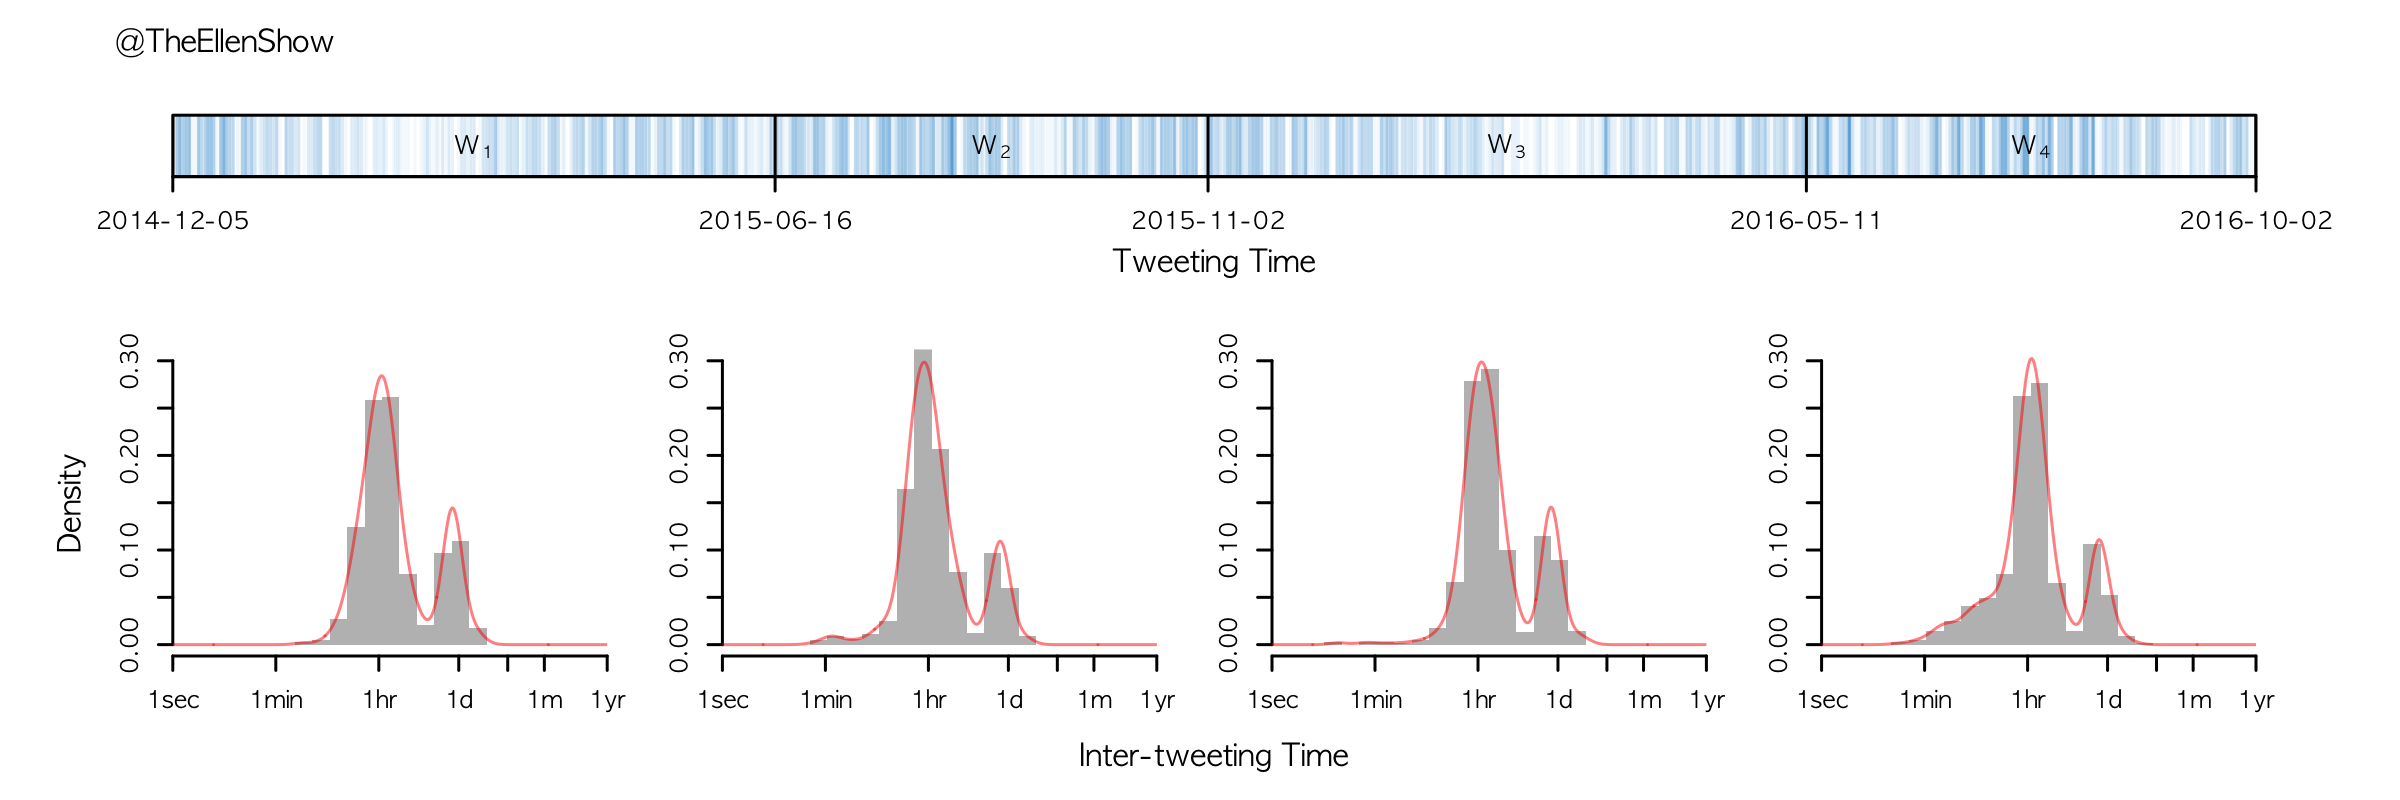 @TheEllenShow
W1 W2 W3 W4
2014-12-05 2015-06-16 2015-11-02 2016-05-11 2016-10-02
Tweeting Time
Density
0.00 0.10 0.20 0.30
0.00 0.10 0.20 0.30
0.00 0.10 0.20 0.30
0.00 0.10 0.20 0.30
1sec 1min 1hr 1d 1m 1yr
1sec 1min 1hr 1d 1m 1yr
1sec 1min 1hr 1d 1m 1yr
1sec 1min 1hr 1d 1m 1yr
Inter-tweeting Time